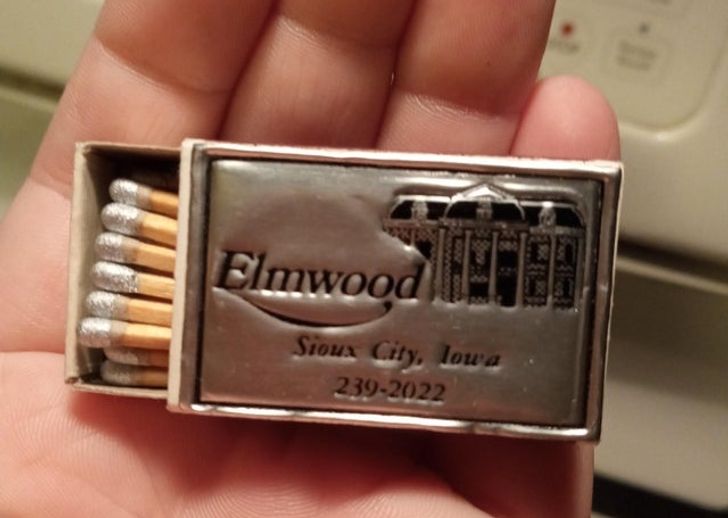 Elmwood
Sioux City, Iowa
239-2022